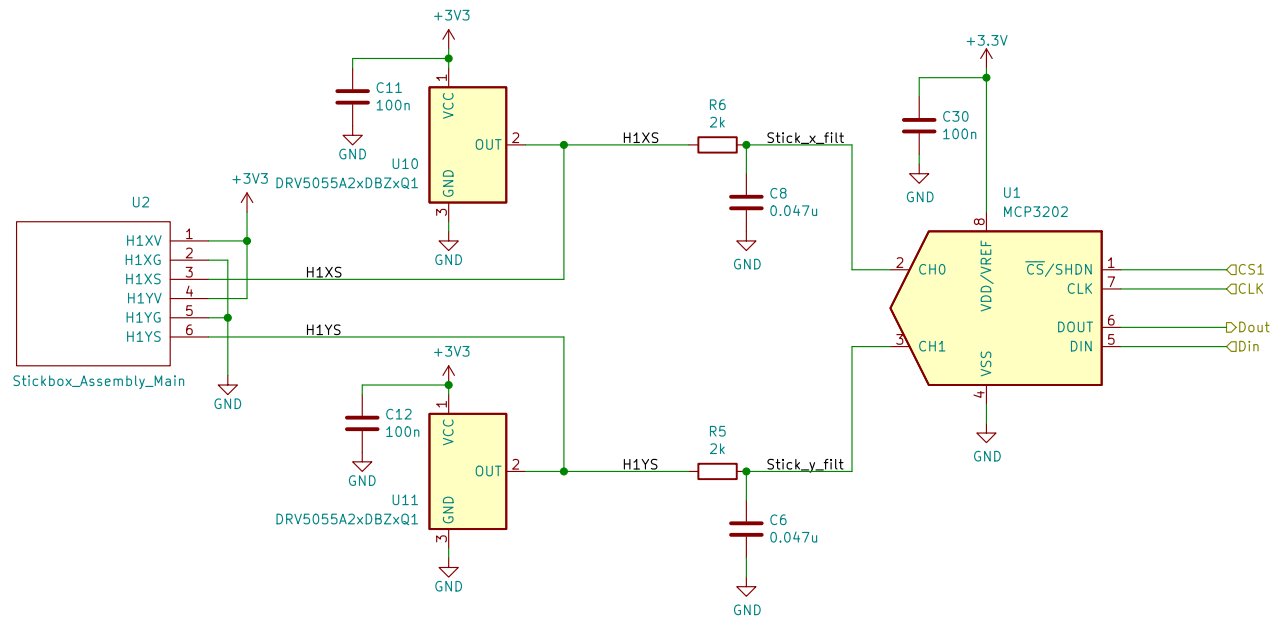 +3V3
C11
100n
GND
1
VCC
OUT
2
GND
3
U10
DRV5055A2xDBZxQ1
GND
+3V3
U2
H1XV
1
H1XG
2
H1XS
3
H1YV
4
H1YG
5
H1YS
6
Stickbox_Assembly_Main
GND
H1XS
H1YS
H1XS
R6
2k
Stick_x_filt
C8
0.047u
GND
+3V3
C12
100n
GND
1
VCC
OUT
2
GND
3
U11
DRV5055A2xDBZxQ1
GND
H1YS
R5
2k
Stick_y_filt
C6
0.047u
GND
+3.3V
C30
100n
GND
U1
MCP3202
8
VDD/VREF
2
CH0
3
CH1
CS/SHDN
1
CS1
CLK
7
CLK
DOUT
6
Dout
DIN
5
Din
VSS
4
GND